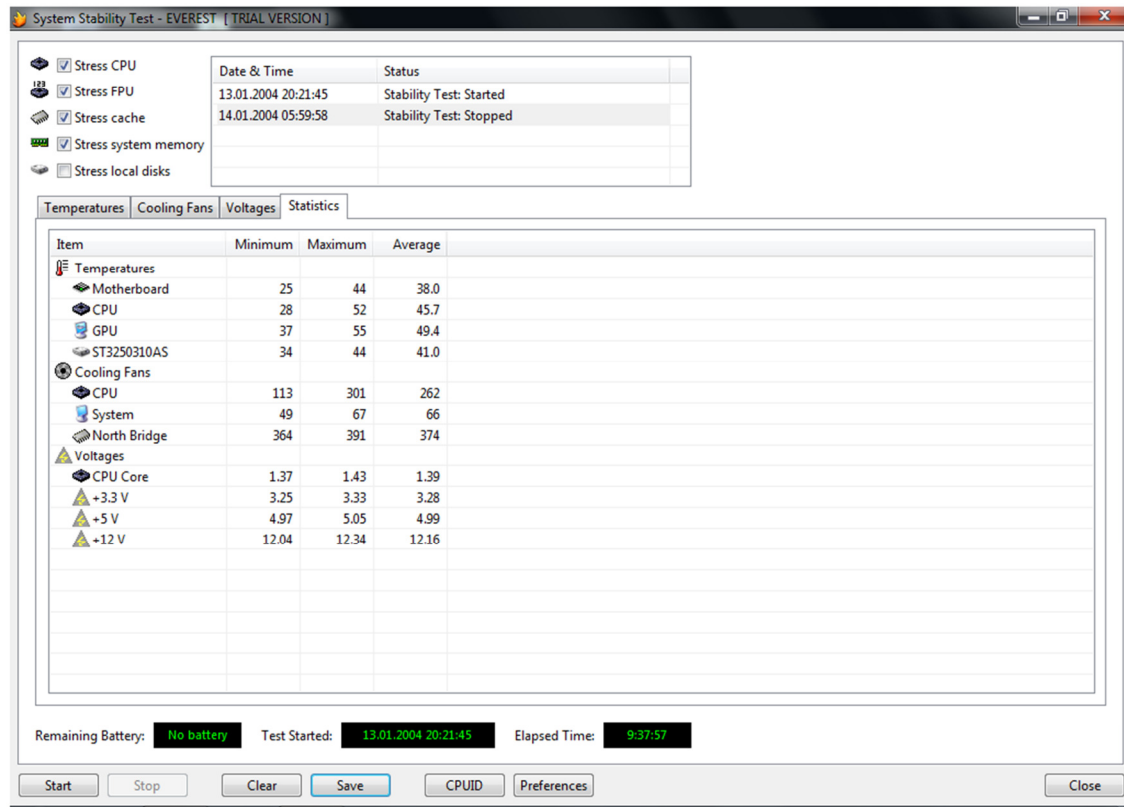 System Stability Test - EVEREST [ TRIAL VERSION ]
Stress CPU
Stress FPU
Stress cache
Stress system memory
Stress local disks
Date & Time Status
13.01.2004 20:21:45 Stability Test: Started
14.01.2004 05:59:58 Stability Test: Stopped
Temperatures Cooling Fans Voltages Statistics
Item Minimum Maximum Average
Temperatures
Motherboard 25 44 38.0
CPU 28 52 45.7
GPU 37 55 49.4
ST3250310AS 34 44 41.0
Cooling Fans
CPU 113 301 262
System 49 67 66
North Bridge 364 391 374
Voltages
CPU Core 1.37 1.43 1.39
+3.3 V 3.25 3.33 3.28
+5 V 4.97 5.05 4.99
+12 V 12.04 12.34 12.16
Remaining Battery: No battery Test Started: 13.01.2004 20:21:45 Elapsed Time: 9:37:57
Start Stop Clear Save CPUID Preferences Close